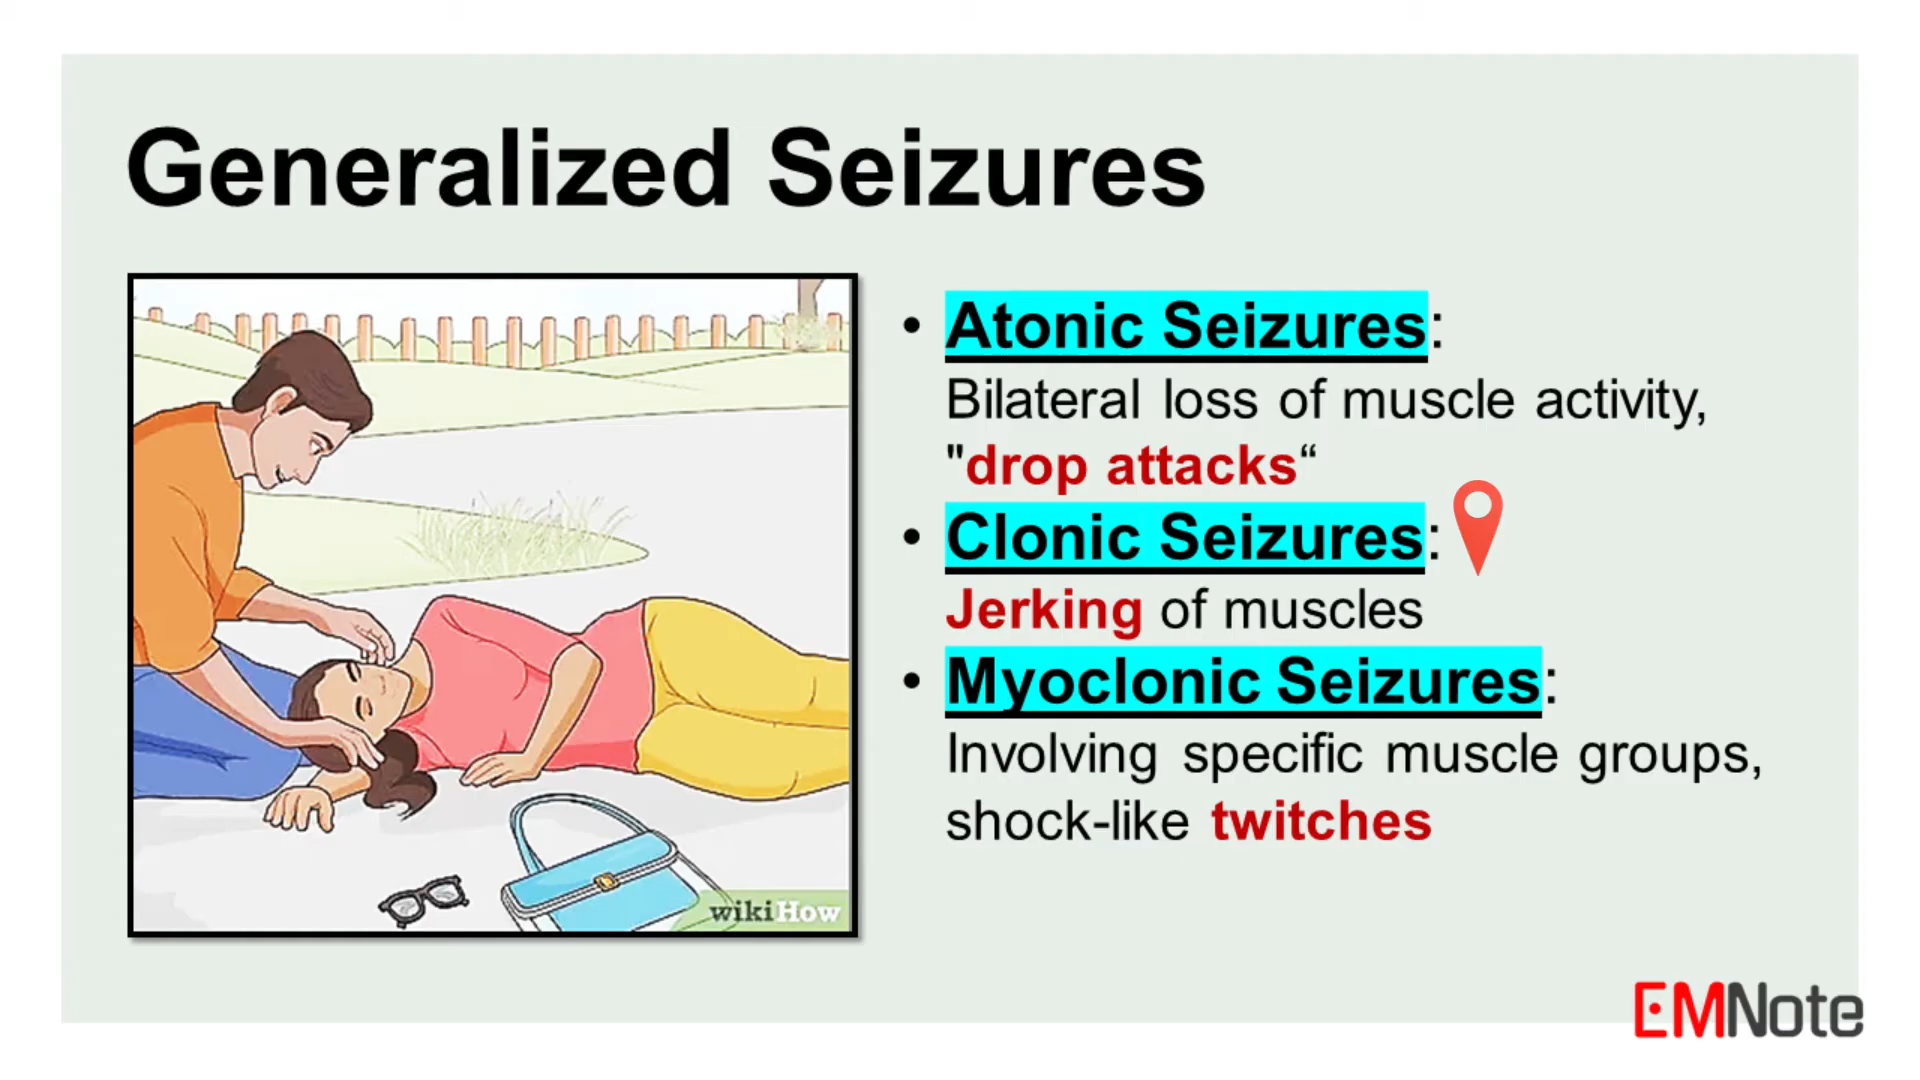 Generalized Seizures
• Atonic Seizures:
Bilateral loss of muscle activity,
"drop attacks“
• Clonic Seizures:
Jerking of muscles
• Myoclonic Seizures:
Involving specific muscle groups,
shock-like twitches
wikiHow
EMNote